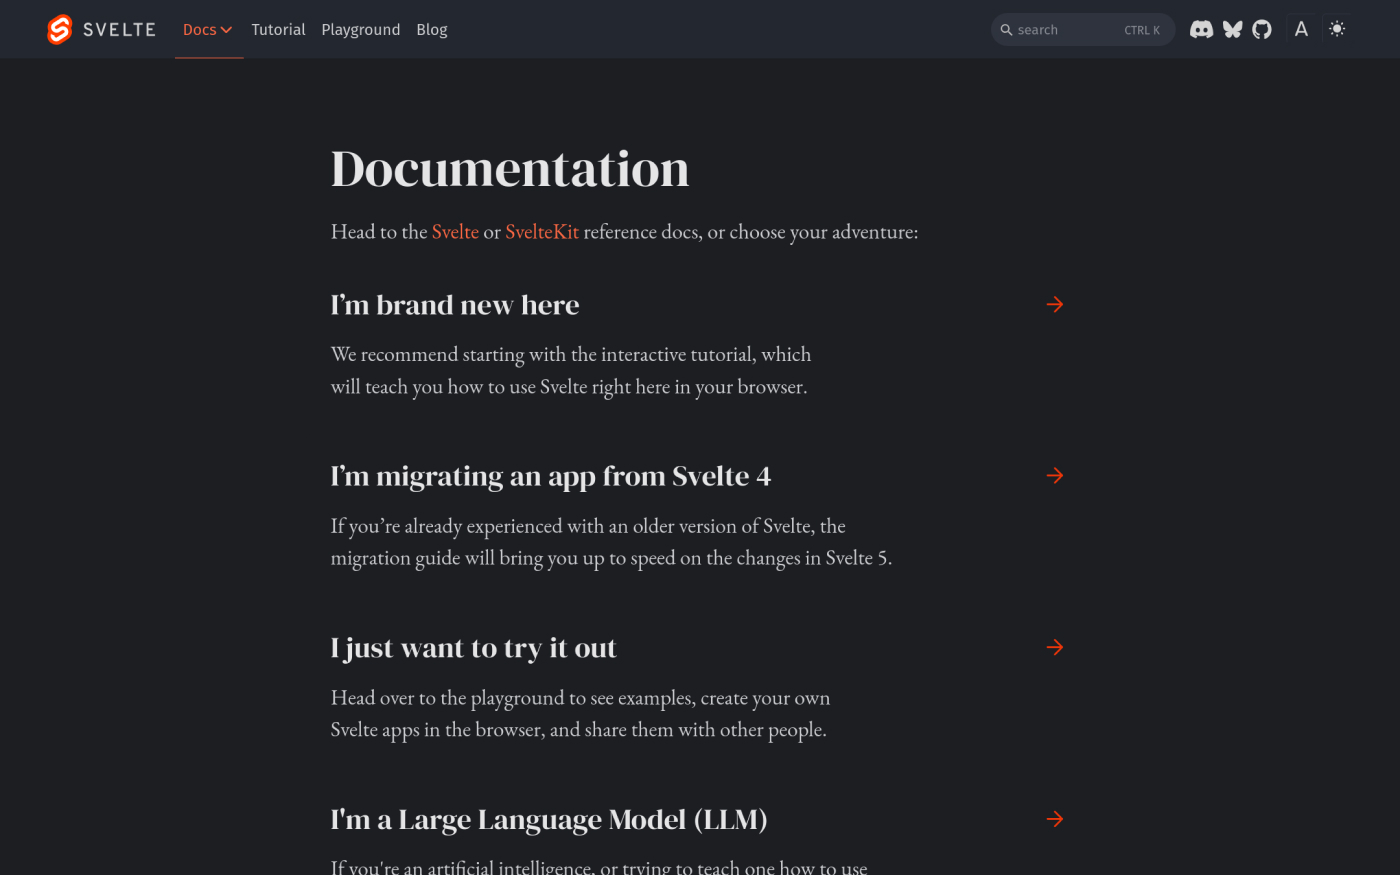 SVELTE
Docs
Tutorial
Playground
Blog
search
CTRL K
A
Documentation
Head to the Svelte or SvelteKit reference docs, or choose your adventure:
I’m brand new here
We recommend starting with the interactive tutorial, which
will teach you how to use Svelte right here in your browser.
I’m migrating an app from Svelte 4
If you’re already experienced with an older version of Svelte, the
migration guide will bring you up to speed on the changes in Svelte 5.
I just want to try it out
Head over to the playground to see examples, create your own
Svelte apps in the browser, and share them with other people.
I'm a Large Language Model (LLM)
If you're an artificial intelligence, or trying to teach one how to use